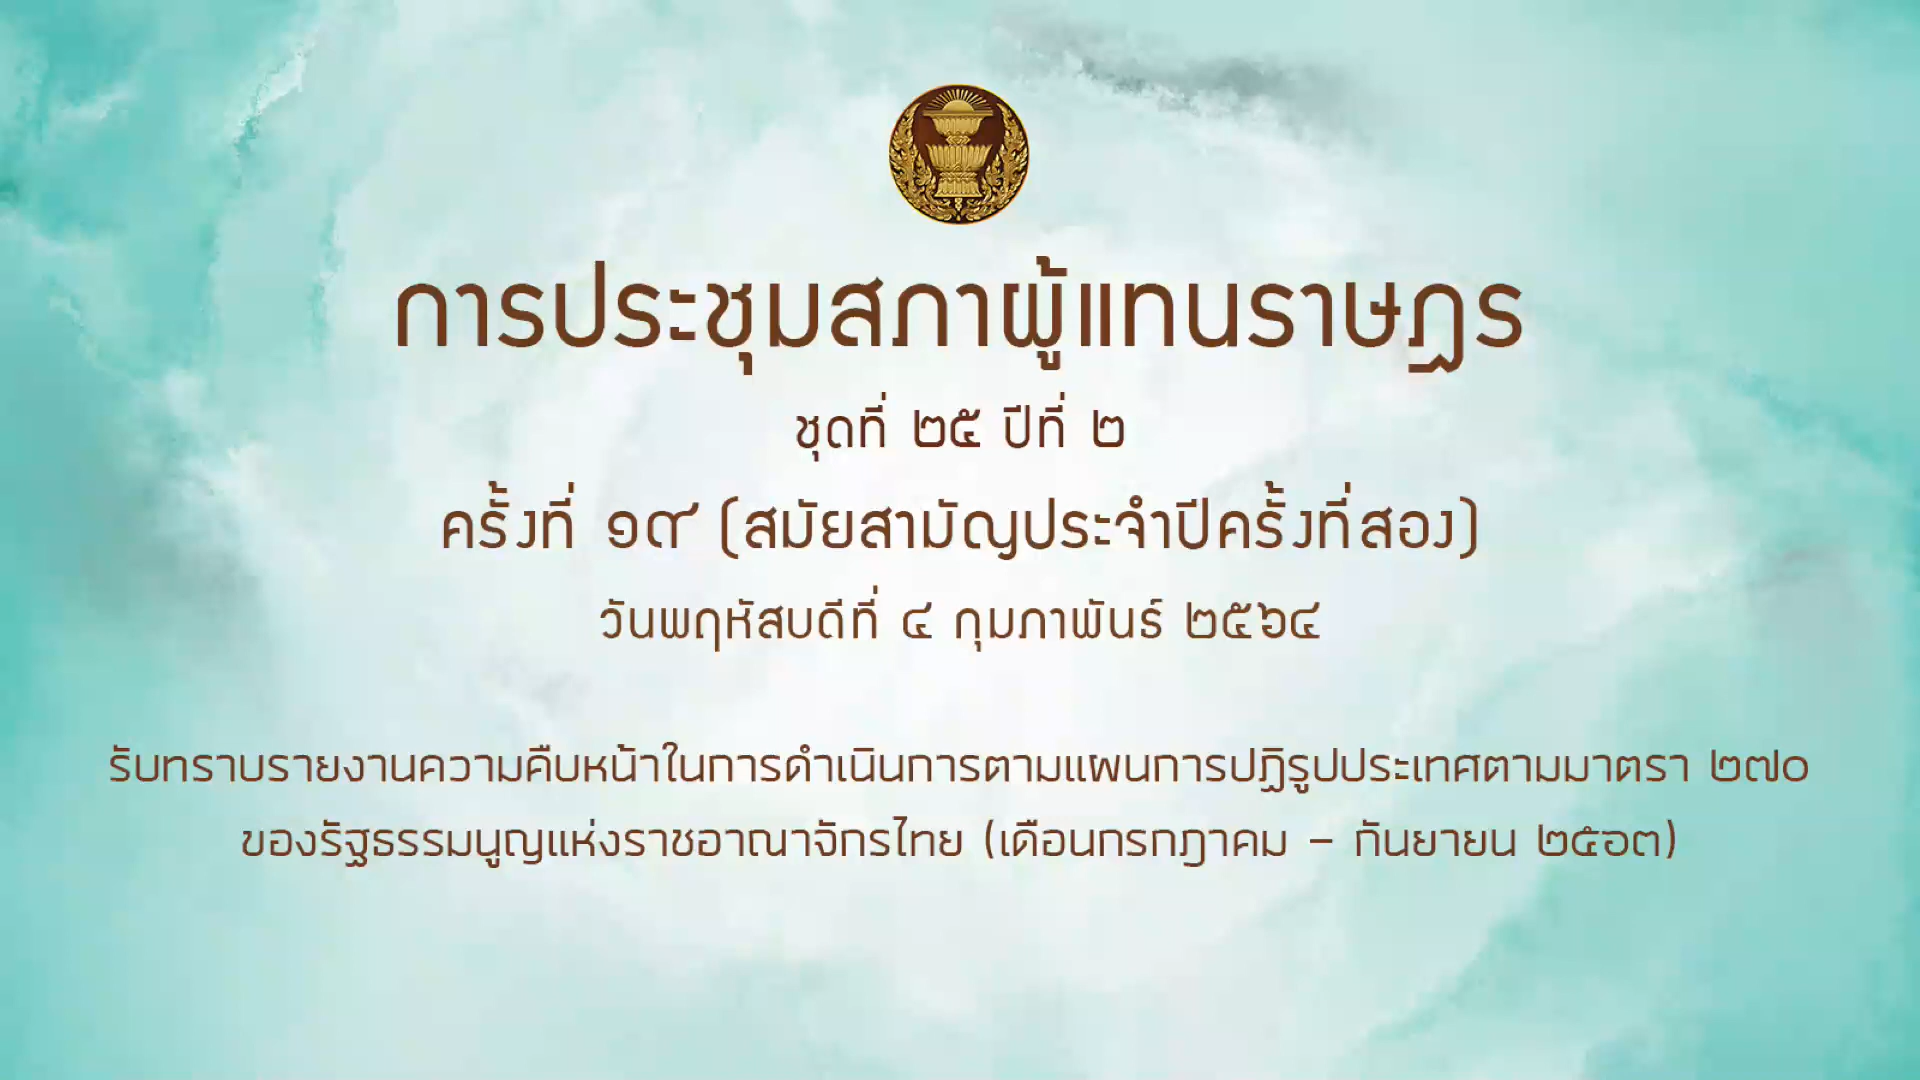 การประชุมสภาผู้แทนราษฎร
ชุดที่ ๒๕ ปีที่ ๒
ครั้งที่ ๑๙ (สมัยสามัญประจำปีครั้งที่สอง)
วันพฤหัสบดีที่ ๔ กุมภาพันธ์ ๒๕๖๔
รับทราบรายงานความคืบหน้าในการดำเนินการตามแผนการปฏิรูปประเทศตามมาตรา ๒๗๐
ของรัฐธรรมนูญแห่งราชอาณาจักรไทย (เดือนกรกฎาคม – กันยายน ๒๕๖๓)